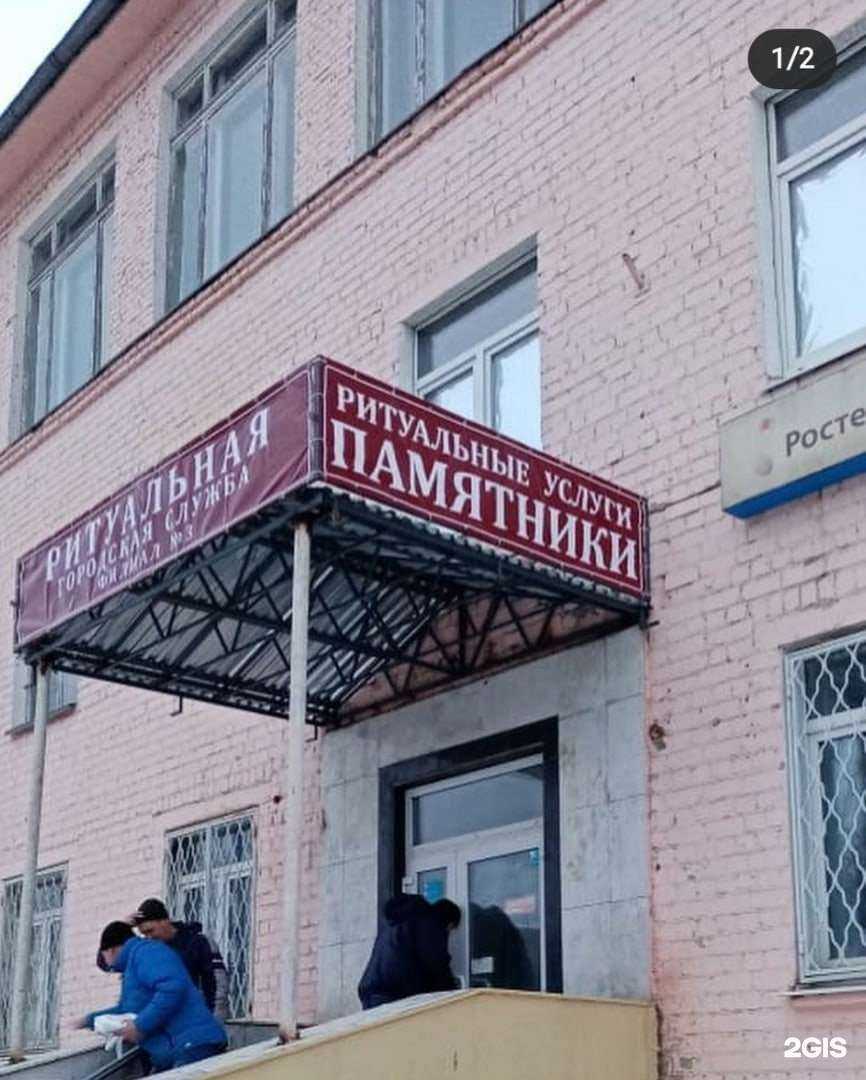 1/2
РИТУАЛЬНАЯ
ГОРОДСКАЯ СЛУЖБА
ФИЛИАЛ №3
РИТУАЛЬНЫЕ УСЛУГИ
ПАМЯТНИКИ
Росте
2GIS